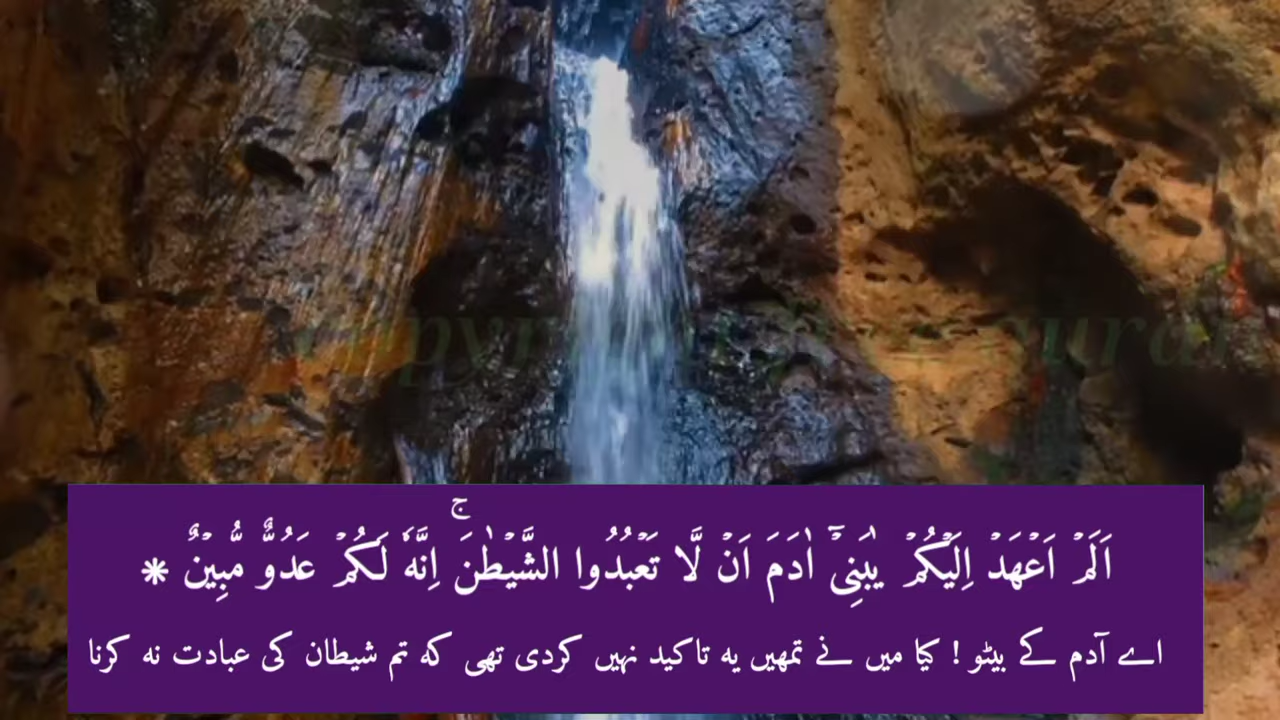 اَلَمۡ اَعۡهَدۡ اِلَيۡكُمۡ يٰبَنِىۡۤ اٰدَمَ اَنۡ لَّا تَعۡبُدُوا الشَّيۡطٰنَ‌ۚ اِنَّهٗ لَـكُمۡ عَدُوٌّ مُّبِيۡنٌ *
اے آدم کے بیٹو ! کیا میں نے تمھیں یہ تاکید نہیں کردی تھی کہ تم شیطان کی عبادت نہ کرنا